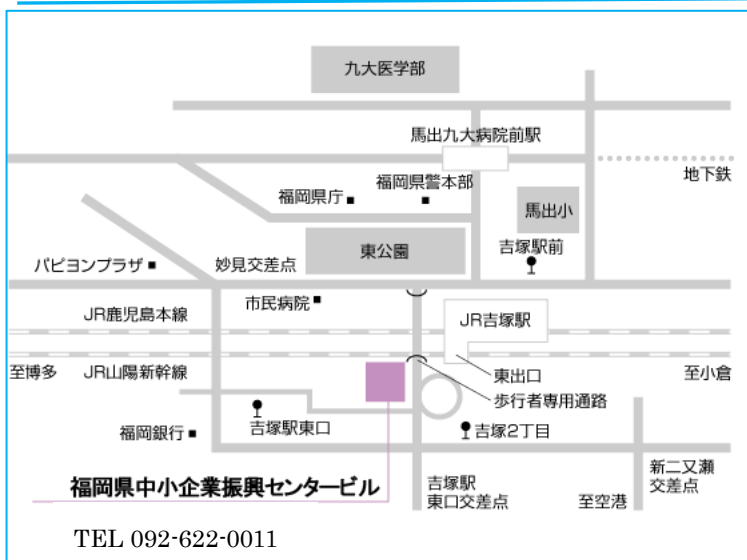 九大医学部
馬出九大病院前駅
地下鉄
福岡県庁
福岡県警本部
馬出小
東公園
吉塚駅前
パピヨンプラザ
妙見交差点
市民病院
JR鹿児島本線
JR吉塚駅
至博多
JR山陽新幹線
東出口
至小倉
歩行者専用通路
福岡銀行
吉塚駅東口
吉塚2丁目
新二又瀬
交差点
福岡県中小企業振興センタービル
吉塚駅
東口交差点
至空港
TEL 092-622-0011